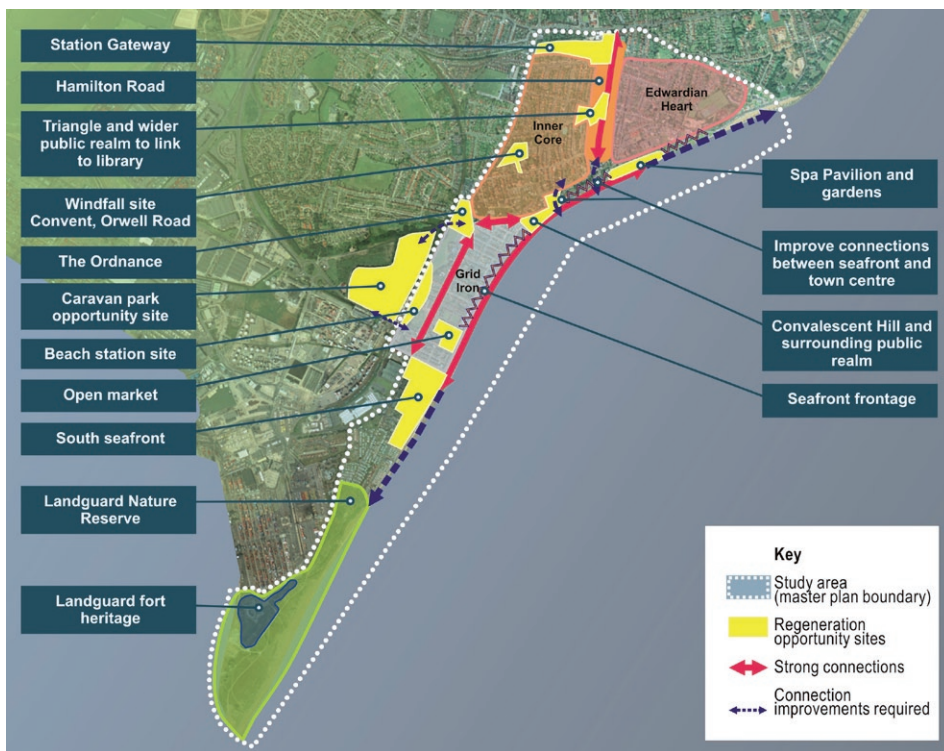 Station Gateway
Hamilton Road
Triangle and wider
public realm to link
to library
Windfall site
Convent, Orwell Road
The Ordnance
Caravan park
opportunity site
Beach station site
Open market
South seafront
Landguard Nature
Reserve
Landguard fort
heritage
Edwardian
Heart
Inner
Core
Grid
Iron
Spa Pavilion and
gardens
Improve connections
between seafront and
town centre
Convalescent Hill and
surrounding public
realm
Seafront frontage
Key
Study area
(master plan boundary)
Regeneration
opportunity sites
Strong connections
Connection
improvements required